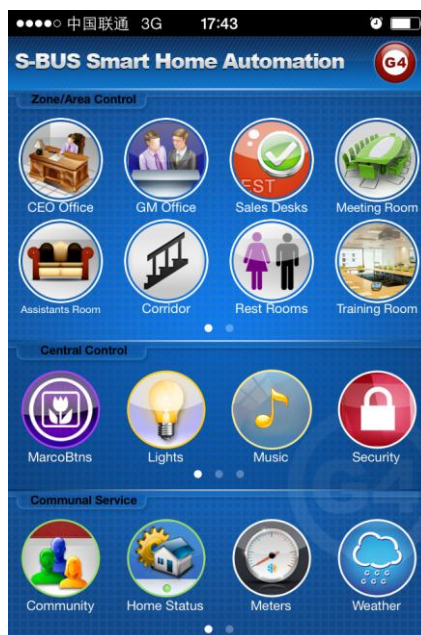 中国联通 3G 17:43
S-BUS Smart Home Automation G4
Zone/Area Control
CEO Office GM Office Sales Desks Meeting Room
EST
Assistants Room Corridor Rest Rooms Training Room
Central Control
MarcoBtns Lights Music Security
G4
Communal Service
Community Home Status Meters Weather